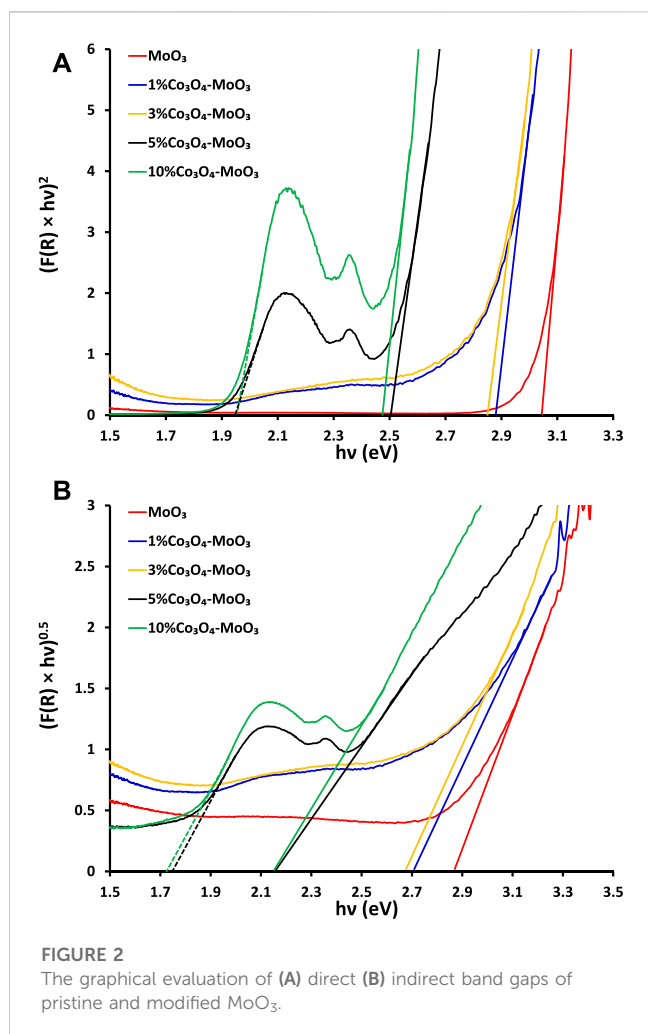 A
6
5
4
3
2
1
0
(F(R) × hν)²
MoO₃
1%Co₃O₄-MoO₃
3%Co₃O₄-MoO₃
5%Co₃O₄-MoO₃
10%Co₃O₄-MoO₃
1.5 1.7 1.9 2.1 2.3 2.5 2.7 2.9 3.1 3.3
hν (eV)
B
3
2.5
2
1.5
1
0.5
0
(F(R) × hν)⁰·⁵
MoO₃
1%Co₃O₄-MoO₃
3%Co₃O₄-MoO₃
5%Co₃O₄-MoO₃
10%Co₃O₄-MoO₃
1.5 1.7 1.9 2.1 2.3 2.5 2.7 2.9 3.1 3.3 3.5
hν (eV)
FIGURE 2
The graphical evaluation of (A) direct (B) indirect band gaps of
pristine and modified MoO₃.